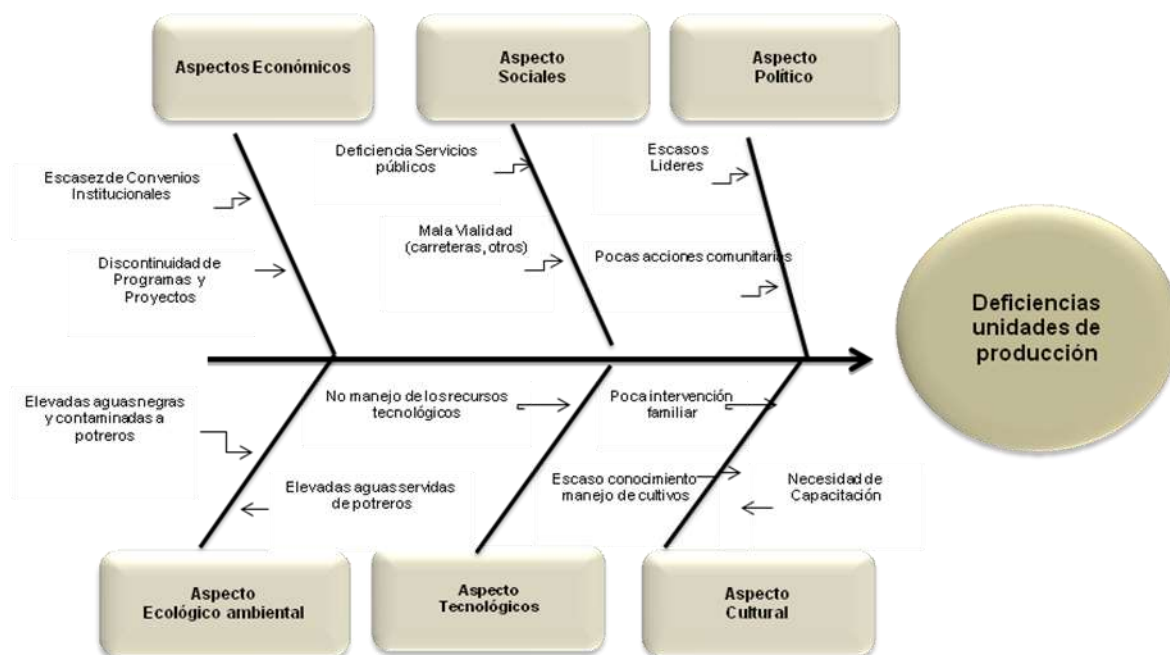 Aspectos Económicos
Aspecto
Sociales
Aspecto
Político
Escasez de Convenios
Institucionales
Discontinuidad de
Programas y
Proyectos
Deficiencia Servicios
públicos
Mala Vialidad
(carreteras, otros)
Escasos
Lideres
Pocas acciones comunitarias
Deficiencias
unidades de
producción
Elevadas aguas negras
y contaminadas a
potreros
Elevadas aguas servidas
de potreros
No manejo de los recursos
tecnológicos
Poca intervención
familiar
Escaso conocimiento
manejo de cultivos
Necesidad de
Capacitación
Aspecto
Ecológico ambiental
Aspecto
Tecnológicos
Aspecto
Cultural